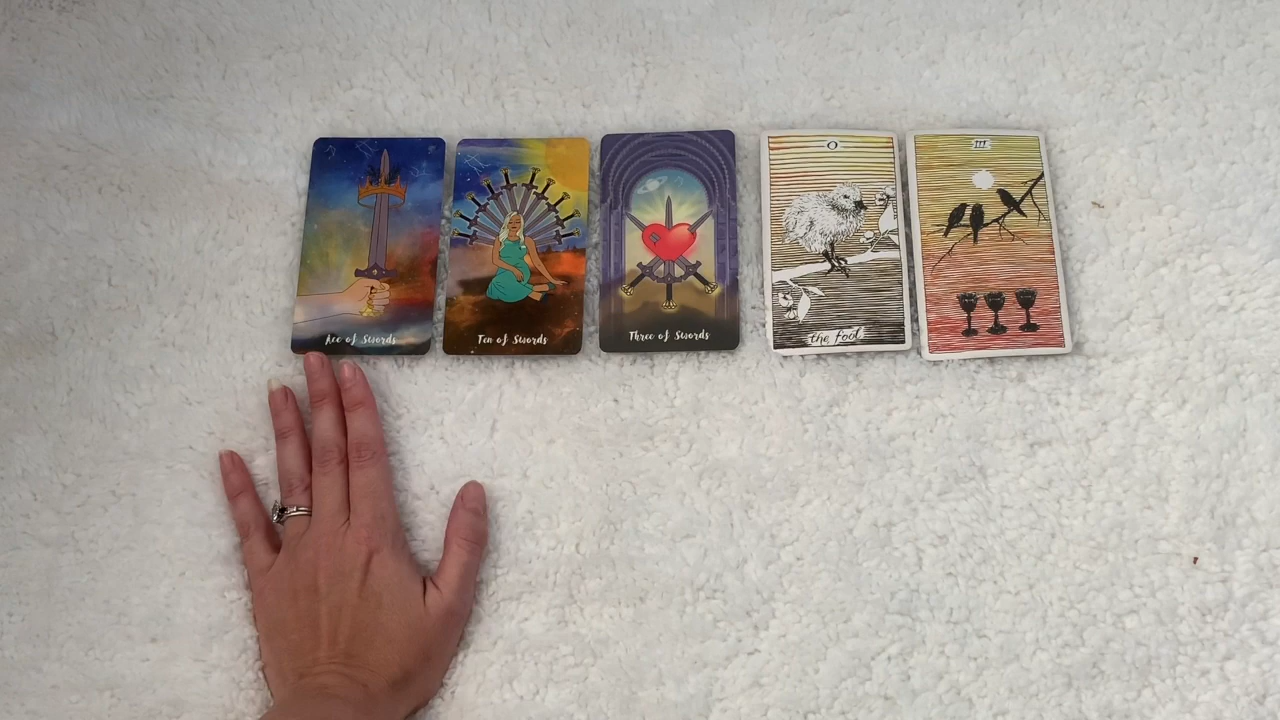 Ace of Swords
Ten of Swords
Three of Swords
0
the fool
III